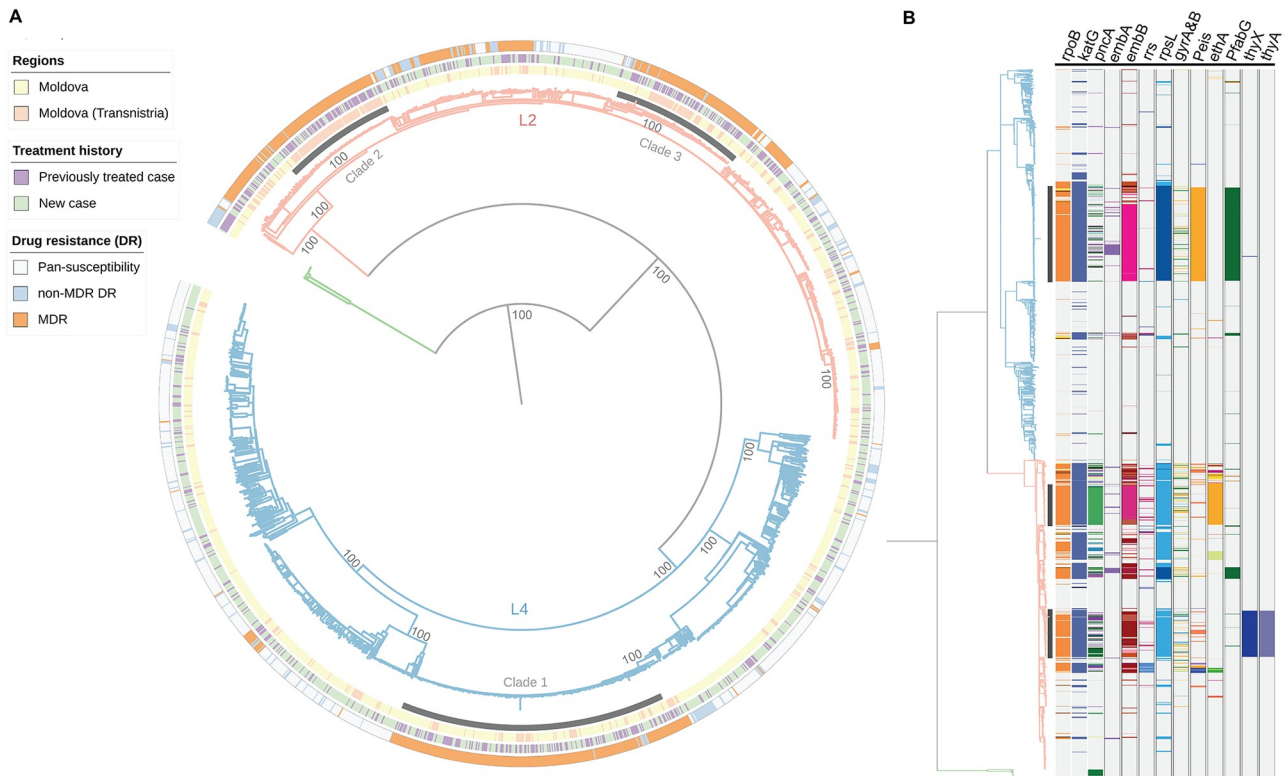 A
Regions
Moldova
Moldova (Transnistria)
Treatment history
Previously treated case
New case
Drug resistance (DR)
Pan-susceptibility
non-MDR DR
MDR
L2
100
100
Clade 2
Clade 3
100
100
100
100
100
100
100
100
100
100
L4
100
100
Clade 1
B
rpoB
katG
pncA
embA
embB
rrs
rpsL
gyrA&B
Peis
ethA
PfabG
thyX
thyA